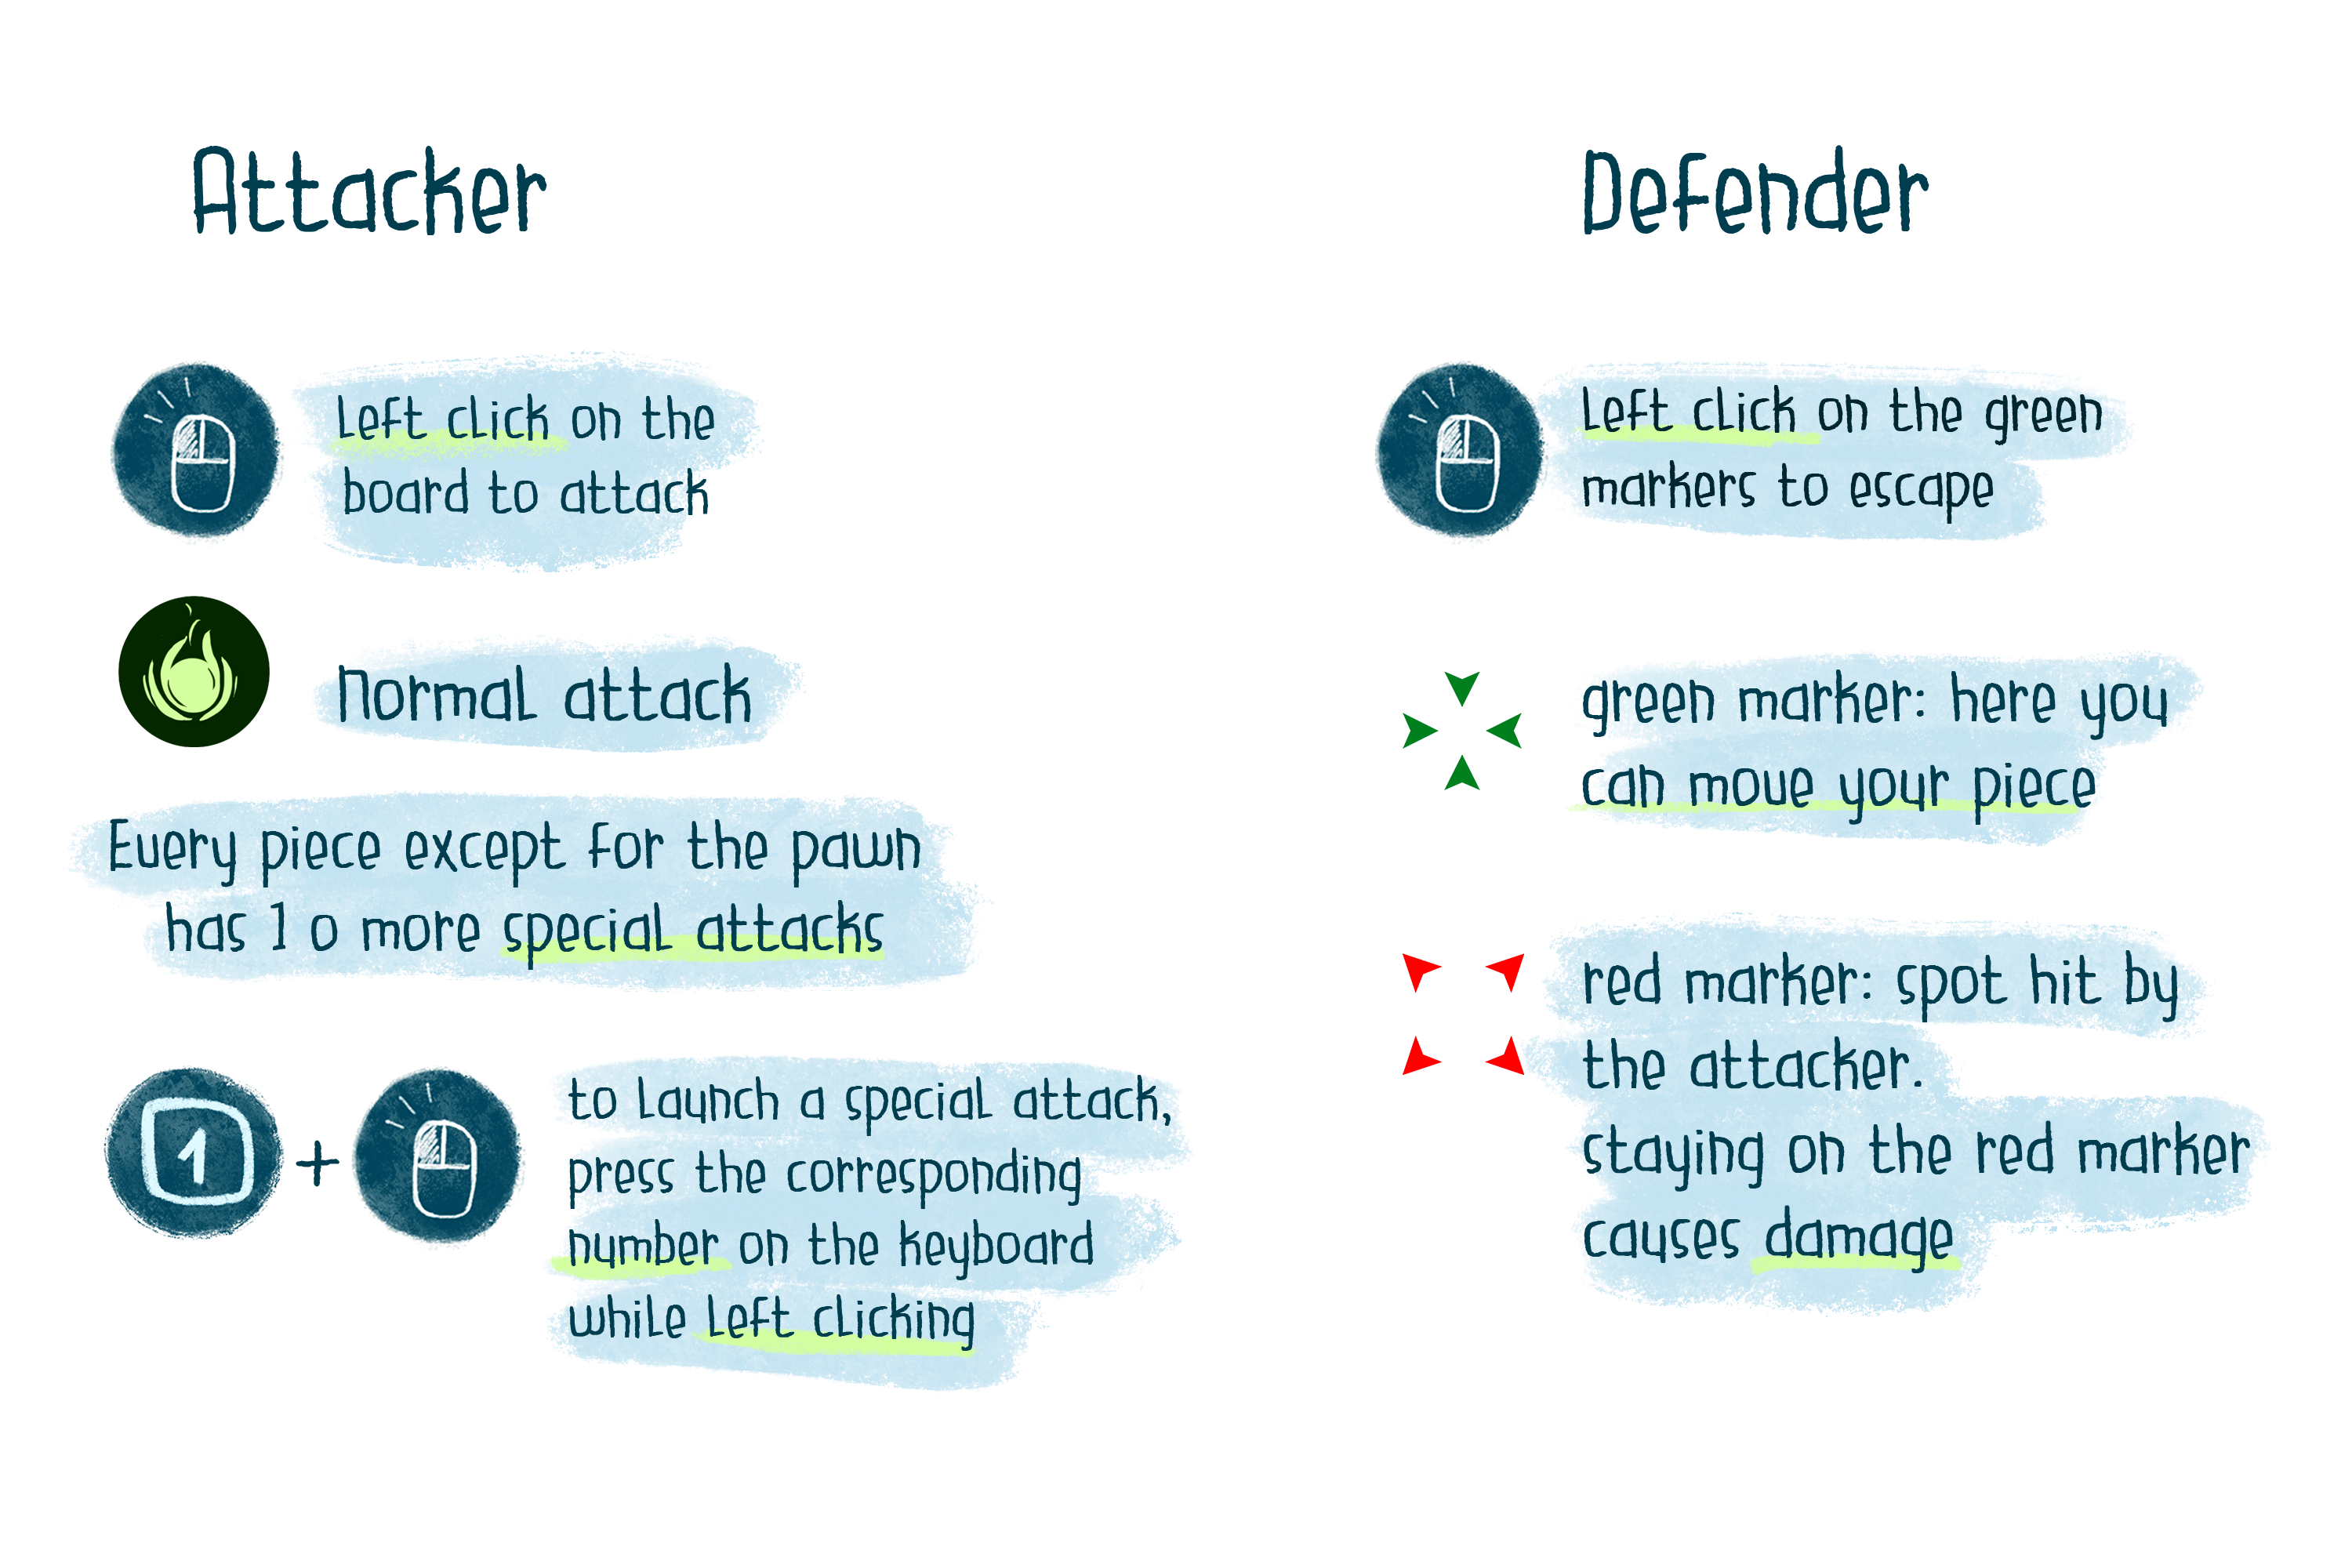 Attacker
Left click on the
board to attack
Normal attack
Every piece except for the pawn
has 1 o more special attacks
1
+
to launch a special attack,
press the corresponding
number on the keyboard
while left clicking
Defender
Left click on the green
markers to escape
green marker: here you
can move your piece
red marker: spot hit by
the attacker.
staying on the red marker
causes damage